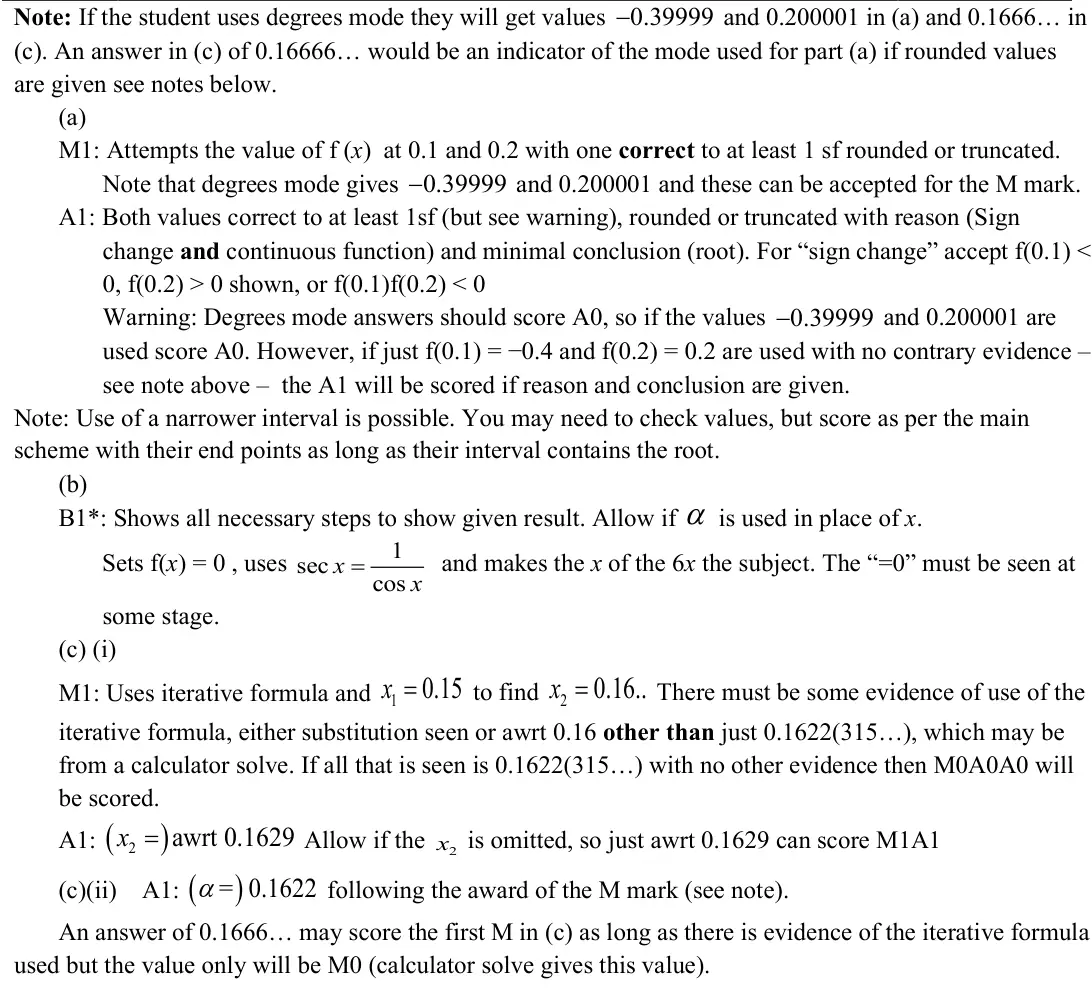 Note: If the student uses degrees mode they will get values −0.39999 and 0.200001 in (a) and 0.1666… in
(c). An answer in (c) of 0.16666… would be an indicator of the mode used for part (a) if rounded values
are given see notes below.
(a)
M1: Attempts the value of f (x) at 0.1 and 0.2 with one correct to at least 1 sf rounded or truncated.
Note that degrees mode gives −0.39999 and 0.200001 and these can be accepted for the M mark.
A1: Both values correct to at least 1sf (but see warning), rounded or truncated with reason (Sign
change and continuous function) and minimal conclusion (root). For “sign change” accept f(0.1) <
0, f(0.2) > 0 shown, or f(0.1)f(0.2) < 0
Warning: Degrees mode answers should score A0, so if the values −0.39999 and 0.200001 are
used score A0. However, if just f(0.1) = −0.4 and f(0.2) = 0.2 are used with no contrary evidence –
see note above – the A1 will be scored if reason and conclusion are given.
Note: Use of a narrower interval is possible. You may need to check values, but score as per the main
scheme with their end points as long as their interval contains the root.
(b)
B1*: Shows all necessary steps to show given result. Allow if α is used in place of x.
Sets f(x) = 0 , uses sec x = 1/cos x and makes the x of the 6x the subject. The “=0” must be seen at
some stage.
(c) (i)
M1: Uses iterative formula and x₁ = 0.15 to find x₂ = 0.16.. There must be some evidence of use of the
iterative formula, either substitution seen or awrt 0.16 other than just 0.1622(315…), which may be
from a calculator solve. If all that is seen is 0.1622(315…) with no other evidence then M0A0A0 will
be scored.
A1: (x₂ =) awrt 0.1629 Allow if the x₂ is omitted, so just awrt 0.1629 can score M1A1
(c)(ii) A1: (α =) 0.1622 following the award of the M mark (see note).
An answer of 0.1666… may score the first M in (c) as long as there is evidence of the iterative formula
used but the value only will be M0 (calculator solve gives this value).